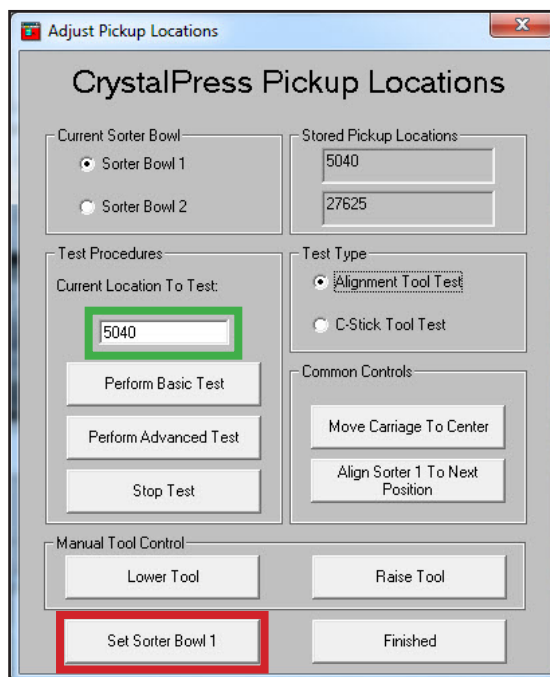 Adjust Pickup Locations
CrystalPress Pickup Locations
Current Sorter Bowl
Sorter Bowl 1
Sorter Bowl 2
Stored Pickup Locations
5040
27625
Test Procedures
Current Location To Test:
5040
Perform Basic Test
Perform Advanced Test
Stop Test
Test Type
Alignment Tool Test
C-Stick Tool Test
Common Controls
Move Carriage To Center
Align Sorter 1 To Next
Position
Manual Tool Control
Lower Tool
Raise Tool
Set Sorter Bowl 1
Finished